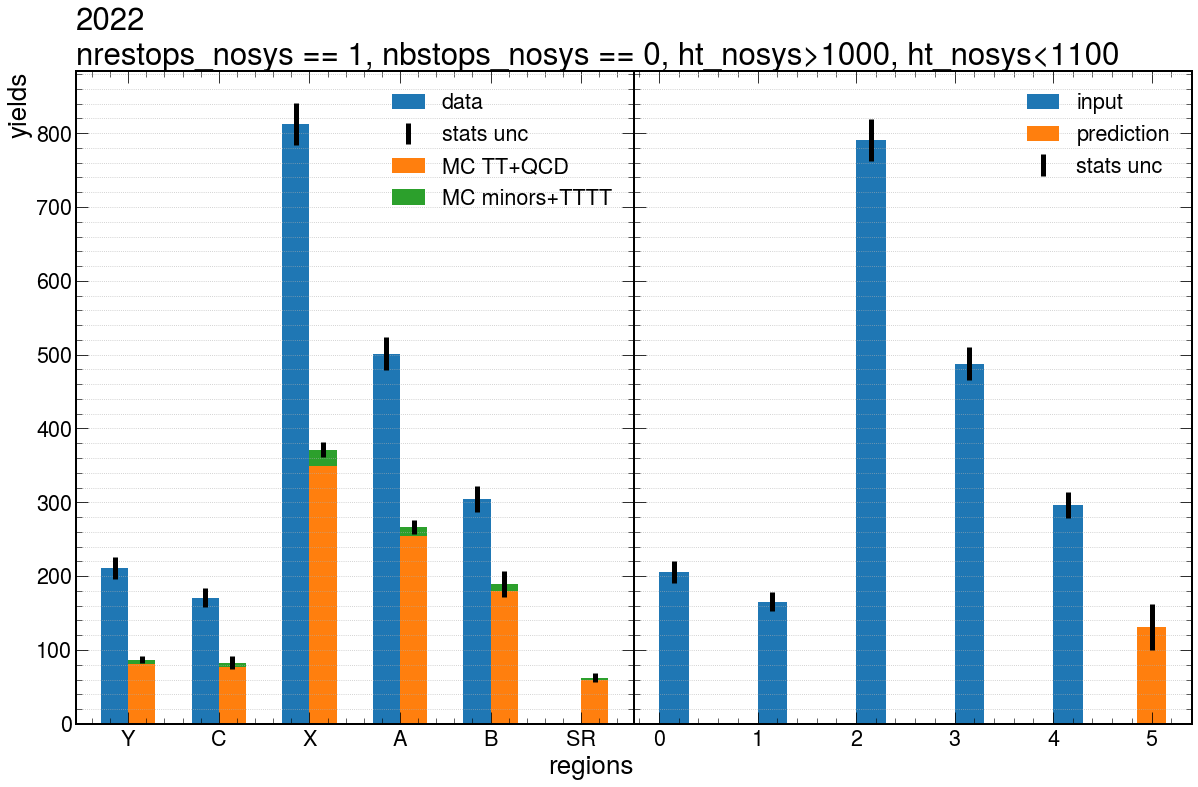 2022
nrestops_nosys == 1, nbstops_nosys == 0, ht_nosys>1000, ht_nosys<1100
yields
800
700
600
500
400
300
200
100
0
data
stats unc
MC TT+QCD
MC minors+TTTT
input
prediction
stats unc
Y C X A B SR
0 1 2 3 4 5
regions